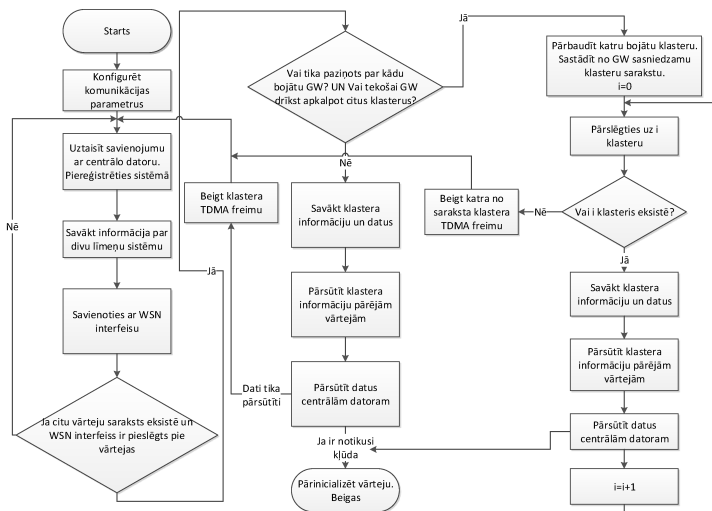 Starts
Konfigurēt
komunikācijas
parametrus
Uztaisīt savienojumu
ar centrālo datoru.
Piereģistrēties sistēmā
Nē
Savākt informācija par
divu līmeņu sistēmu
Savienoties ar WSN
interfeisu
Ja citu vārteju saraksts eksistē un
WSN interfeiss ir pieslēgts pie
vārtejas
Jā
Vai tika paziņots par kādu
bojātu GW? UN Vai tekošai GW
drīkst apkalpot citus klasterus?
Jā
Nē
Beigt klastera
TDMA freimu
Savākt klastera
informāciju un datus
Pārsūtīt klastera
informāciju pārējām
vārtejām
Dati tika
pārsūtīti
Pārsūtīt datus
centrālām datoram
Ja ir notikusi
kļūda
Pārinicializēt vārteju.
Beigas
Pārbaudīt katru bojātu klasteru.
Sastādīt no GW sasniedzamu
klasteru sarakstu.
i=0
Pārslēgties uz i
klasteru
Vai i klasteris eksistē?
Nē
Beigt katra no
saraksta klastera
TDMA freimu
Jā
Savākt klastera
informāciju un datus
Pārsūtīt klastera
informāciju pārējām
vārtejām
Pārsūtīt datus
centrālām datoram
i=i+1